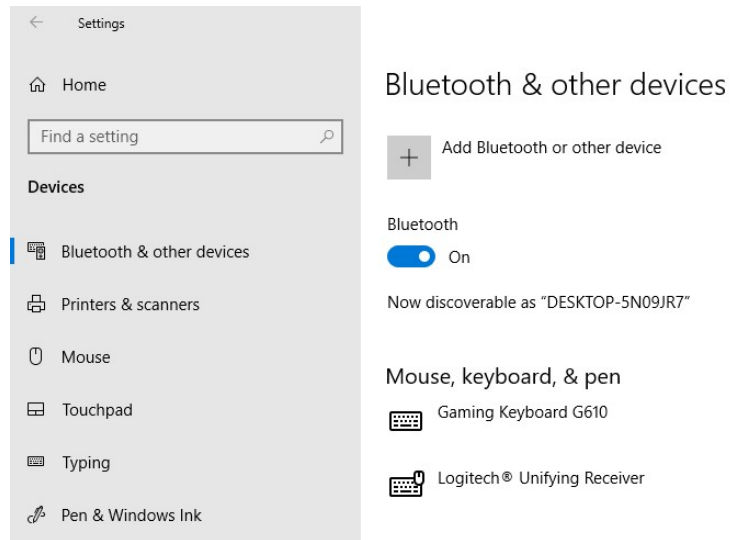 Settings
Home
Find a setting
Devices
Bluetooth & other devices
Printers & scanners
Mouse
Touchpad
Typing
Pen & Windows Ink
Bluetooth & other devices
Add Bluetooth or other device
Bluetooth
On
Now discoverable as “DESKTOP-5N09JR7”
Mouse, keyboard, & pen
Gaming Keyboard G610
Logitech® Unifying Receiver